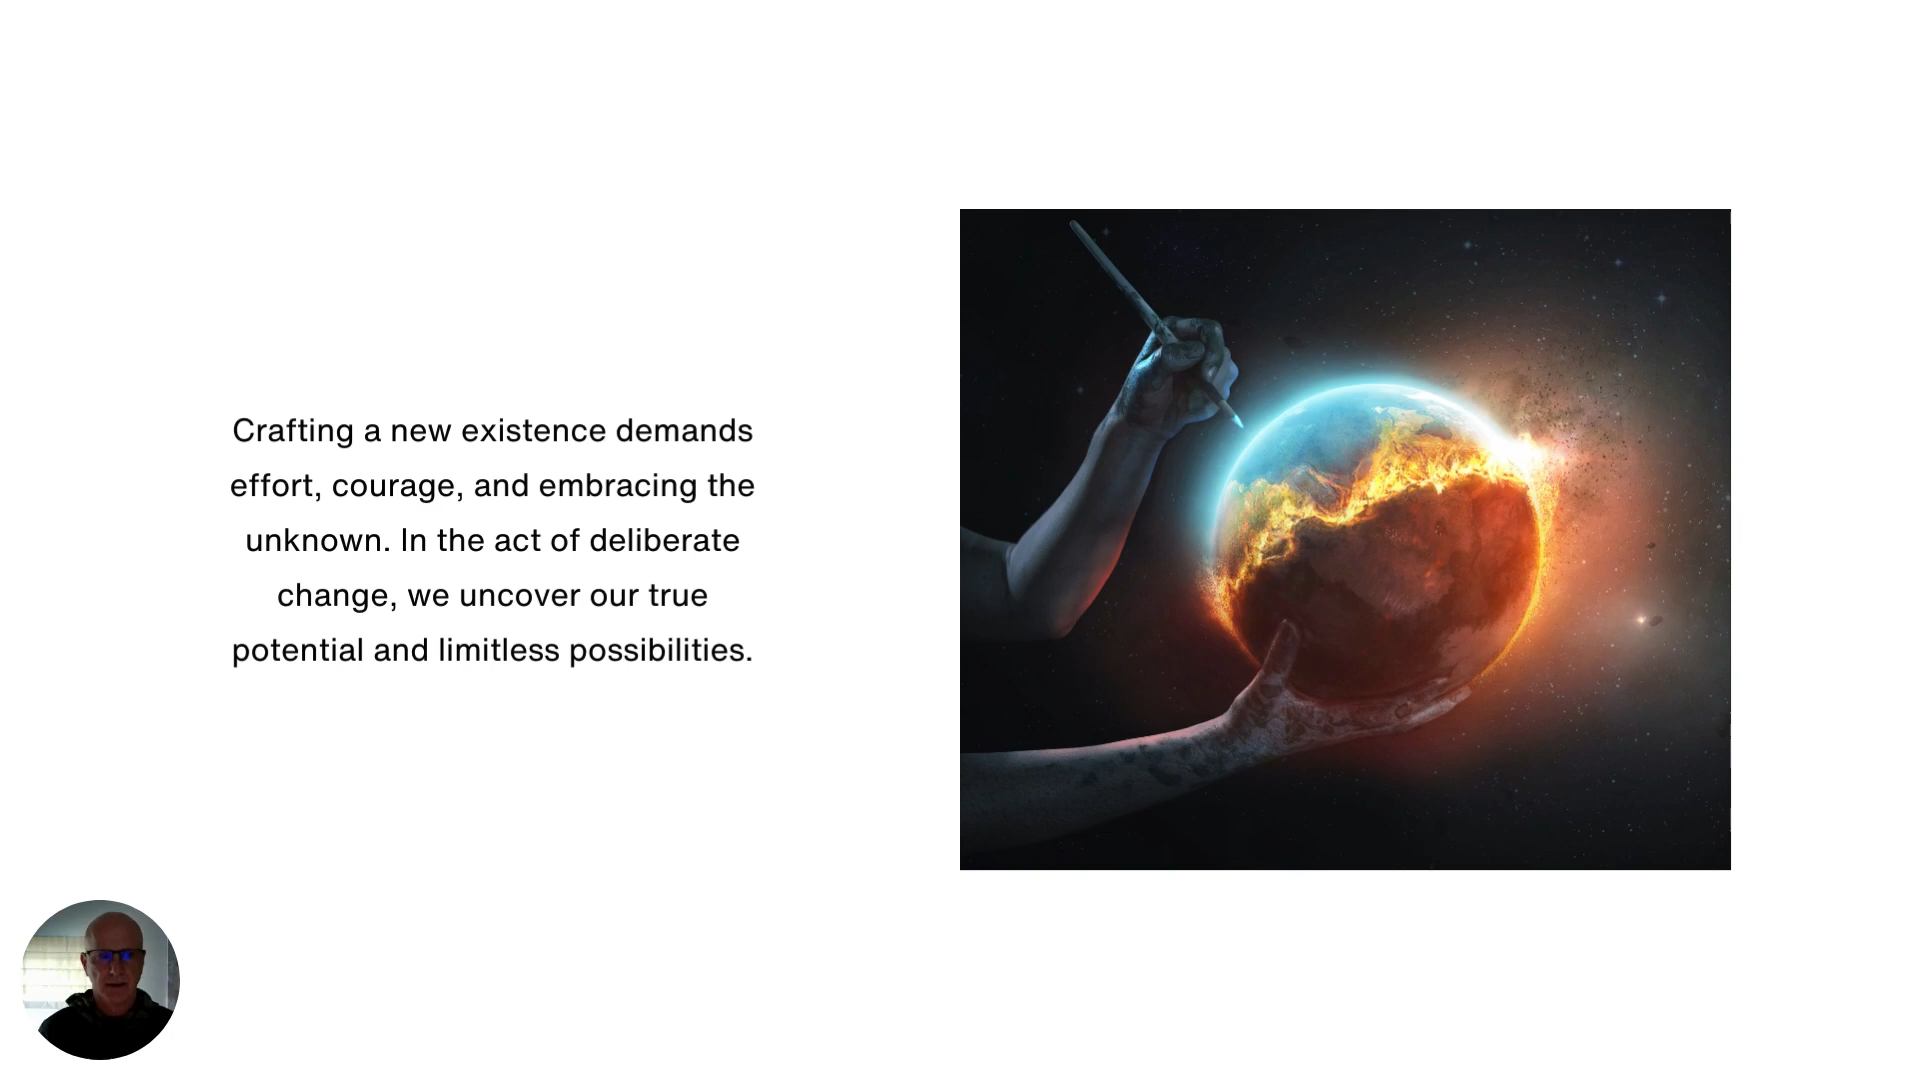 Crafting a new existence demands
effort, courage, and embracing the
unknown. In the act of deliberate
change, we uncover our true
potential and limitless possibilities.